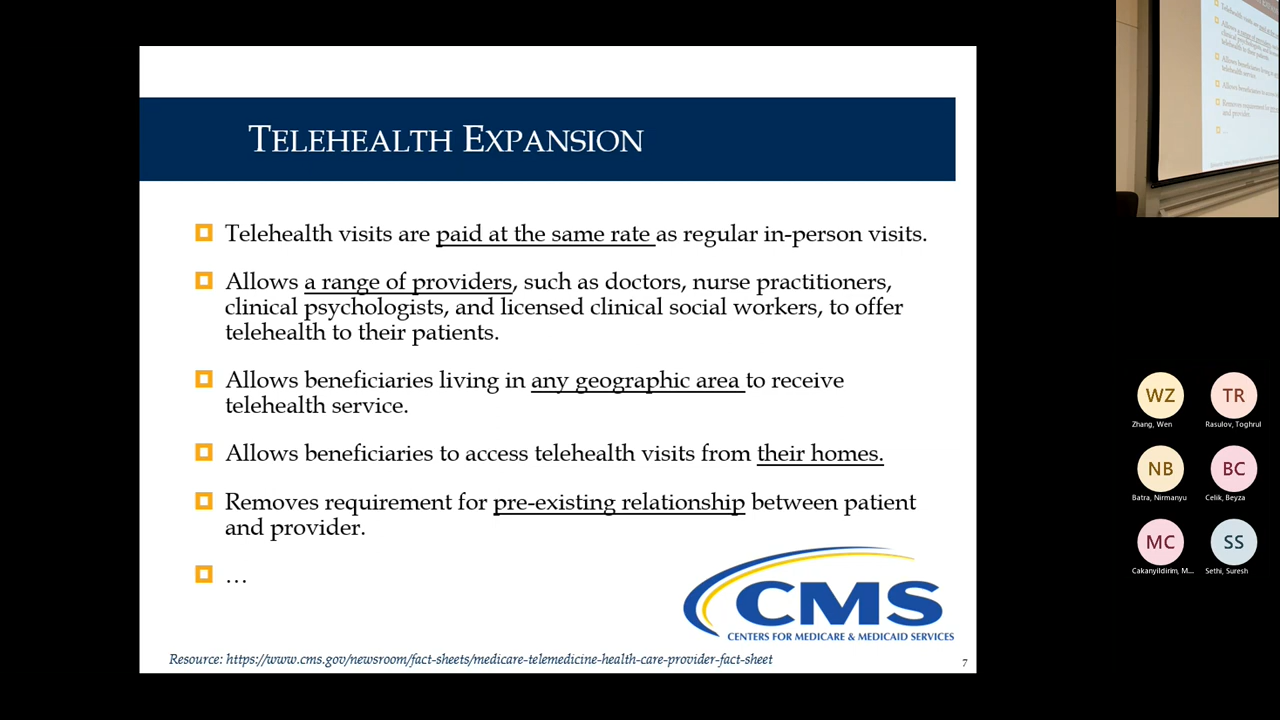 TELEHEALTH EXPANSION
Telehealth visits are paid at the same rate as regular in-person visits.
Allows a range of providers, such as doctors, nurse practitioners,
clinical psychologists, and licensed clinical social workers, to offer
telehealth to their patients.
Allows beneficiaries living in any geographic area to receive
telehealth service.
Allows beneficiaries to access telehealth visits from their homes.
Removes requirement for pre-existing relationship between patient
and provider.
…
CMS
CENTERS FOR MEDICARE & MEDICAID SERVICES
Resource: https://www.cms.gov/newsroom/fact-sheets/medicare-telemedicine-health-care-provider-fact-sheet
7
WZ
Zhang, Wen
TR
Rasulov, Toghrul
NB
Batra, Nirmanyu
BC
Celik, Beyza
MC
Cakanyildirim, M...
SS
Sethi, Suresh